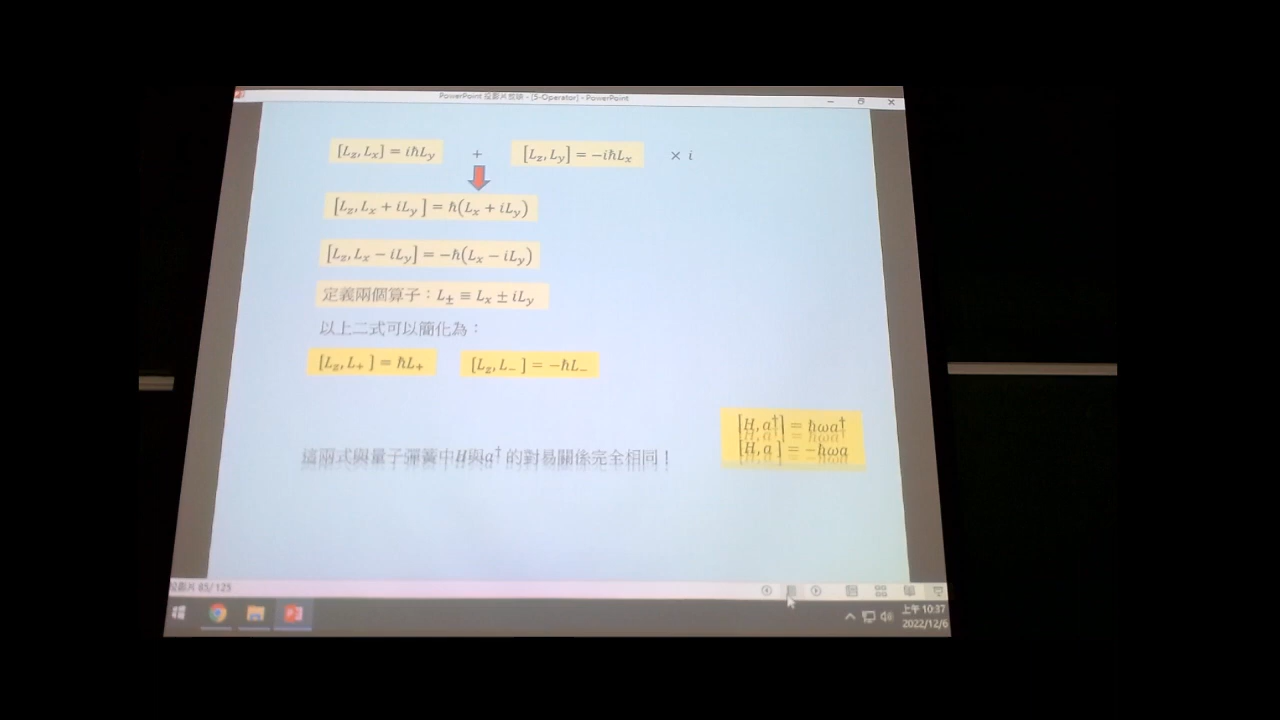 PowerPoint 投影片放映 - [5-Operator] - PowerPoint
[L_z, L_x] = iħL_y + [L_z, L_y] = −iħL_x × i
[L_z, L_x + iL_y] = ħ(L_x + iL_y)
[L_z, L_x − iL_y] = −ħ(L_x − iL_y)
定義兩個算子：L_± ≡ L_x ± iL_y
以上二式可以簡化為：
[L_z, L_+] = ħL_+ [L_z, L_−] = −ħL_−
[H, a†] = ħωa†
[H, a] = −ħωa
這兩式與量子彈簧中H與a† 的對易關係完全相同！
投影片 85/125
上午 10:37
2022/12/6